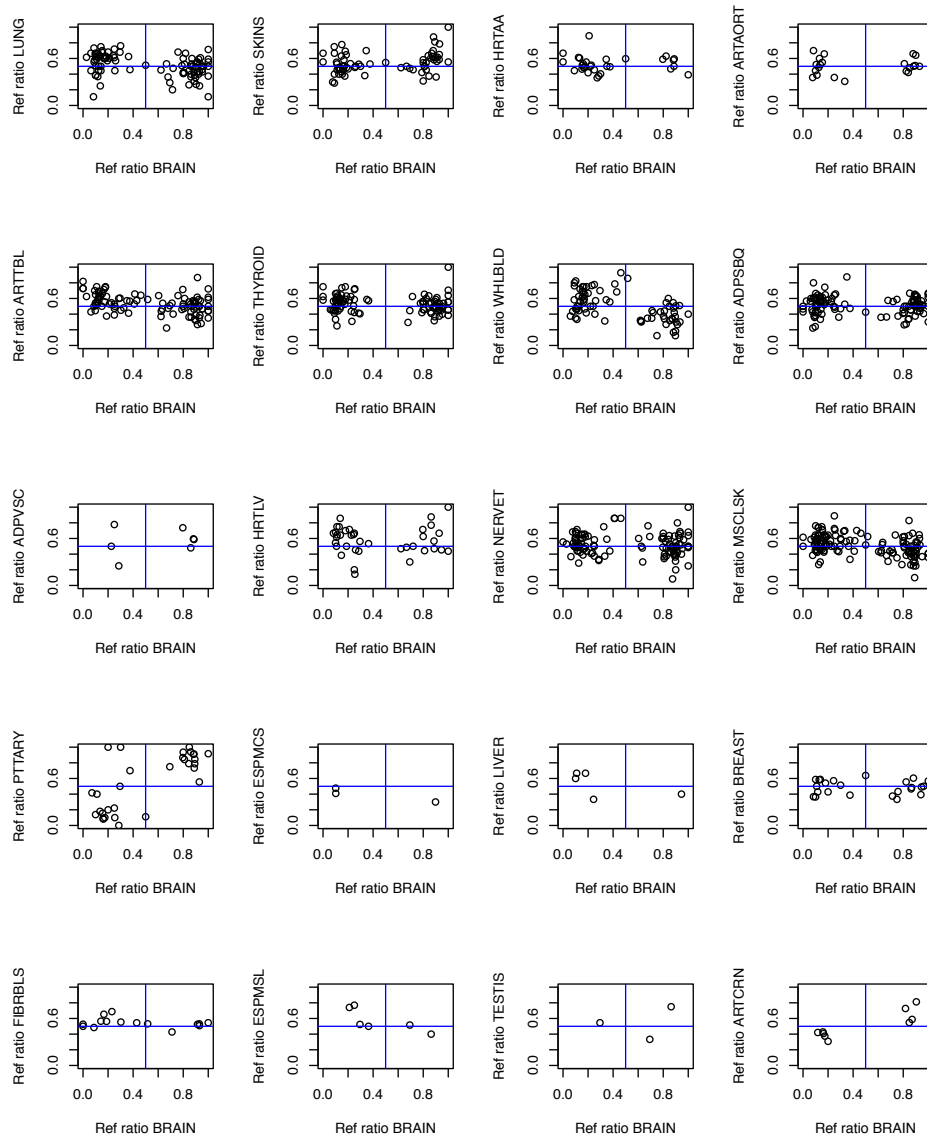 Ref ratio LUNG
0.0 0.6
0.0 0.4 0.8
Ref ratio BRAIN
Ref ratio SKINS
0.0 0.6
0.0 0.4 0.8
Ref ratio BRAIN
Ref ratio HRTAA
0.0 0.6
0.0 0.4 0.8
Ref ratio BRAIN
Ref ratio ARTAORT
0.0 0.6
0.0 0.4 0.8
Ref ratio BRAIN
Ref ratio ARTTBL
0.0 0.6
0.0 0.4 0.8
Ref ratio BRAIN
Ref ratio THYROID
0.0 0.6
0.0 0.4 0.8
Ref ratio BRAIN
Ref ratio WHLBLD
0.0 0.6
0.0 0.4 0.8
Ref ratio BRAIN
Ref ratio ADPSBQ
0.0 0.6
0.0 0.4 0.8
Ref ratio BRAIN
Ref ratio ADPVSC
0.0 0.6
0.0 0.4 0.8
Ref ratio BRAIN
Ref ratio HRTLV
0.0 0.6
0.0 0.4 0.8
Ref ratio BRAIN
Ref ratio NERVET
0.0 0.6
0.0 0.4 0.8
Ref ratio BRAIN
Ref ratio MSCLSK
0.0 0.6
0.0 0.4 0.8
Ref ratio BRAIN
Ref ratio PTTARY
0.0 0.6
0.0 0.4 0.8
Ref ratio BRAIN
Ref ratio ESPMCS
0.0 0.6
0.0 0.4 0.8
Ref ratio BRAIN
Ref ratio LIVER
0.0 0.6
0.0 0.4 0.8
Ref ratio BRAIN
Ref ratio BREAST
0.0 0.6
0.0 0.4 0.8
Ref ratio BRAIN
Ref ratio FIBRBLS
0.0 0.6
0.0 0.4 0.8
Ref ratio BRAIN
Ref ratio ESPMSL
0.0 0.6
0.0 0.4 0.8
Ref ratio BRAIN
Ref ratio TESTIS
0.0 0.6
0.0 0.4 0.8
Ref ratio BRAIN
Ref ratio ARTCRN
0.0 0.6
0.0 0.4 0.8
Ref ratio BRAIN